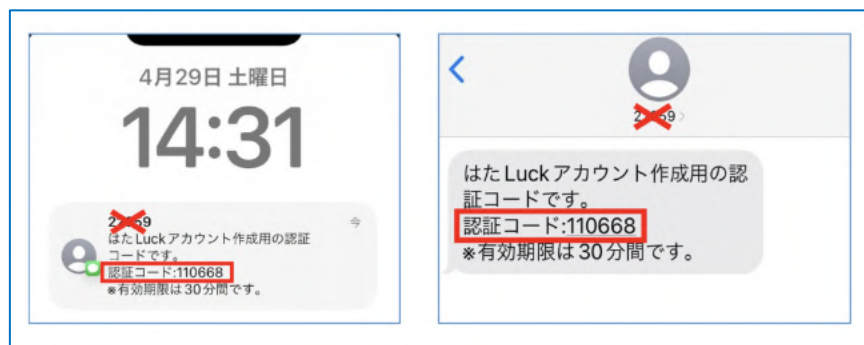 4月29日 土曜日
14:31
今
はたLuckアカウント作成用の認証
コードです。
認証コード:110668
※有効期限は30分間です。
はたLuckアカウント作成用の認
証コードです。
認証コード:110668
※有効期限は30分間です。